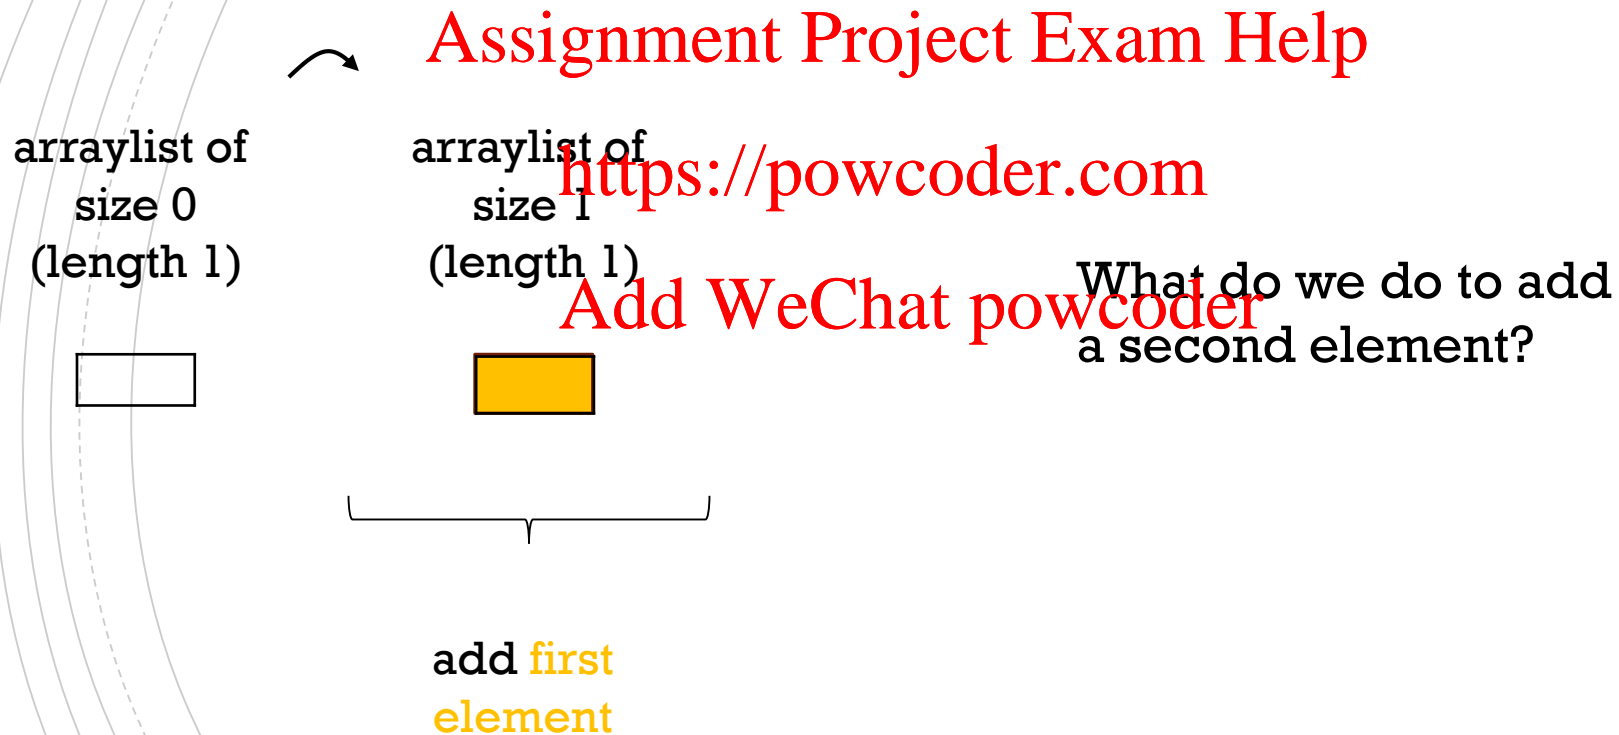 Assignment Project Exam Help
arraylist of
size 0
(length 1)
arraylist of
size 1
(length 1)
https://powcoder.com
Add WeChat powcoder
What do we do to add
a second element?
add first
element